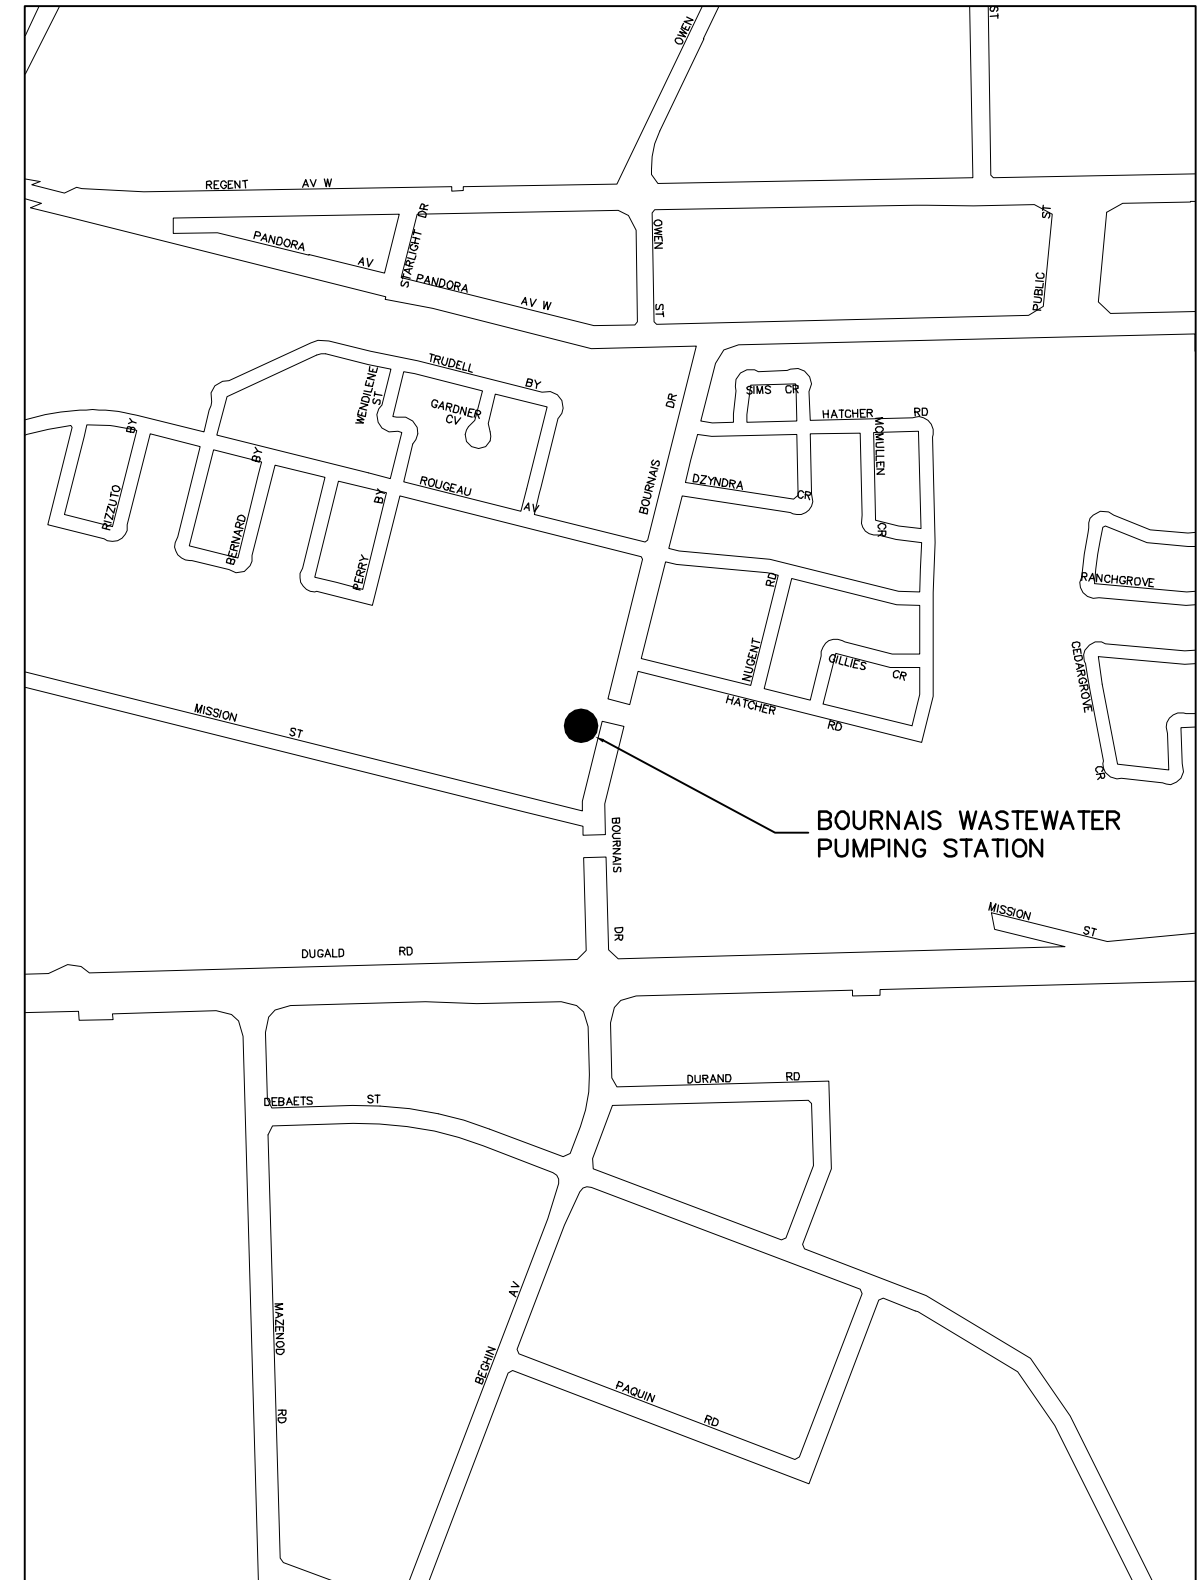 OWEN
ST
REGENT AV W
DR
STARLIGHT
PANDORA AV
PANDORA AV W
OWEN ST
ST
PUBLIC
TRUDELL BY
WENDILENE ST
GARDNER CV
DR
BOURNAIS
SIMS CR
HATCHER RD
MCMULLEN CR
DZYNDRA CR
BY
RIZZUTO
BY
BERNARD
BY
PERRY
ROUGEAU AV
RD
NUGENT
GILLIES CR
HATCHER RD
RANCHGROVE
CEDARGROVE CR
MISSION ST
BOURNAIS WASTEWATER
PUMPING STATION
BOURNAIS DR
MISSION ST
DUGALD RD
DURAND RD
DEBAETS ST
AV
BEGHIN
MAZENOD RD
PAQUIN RD